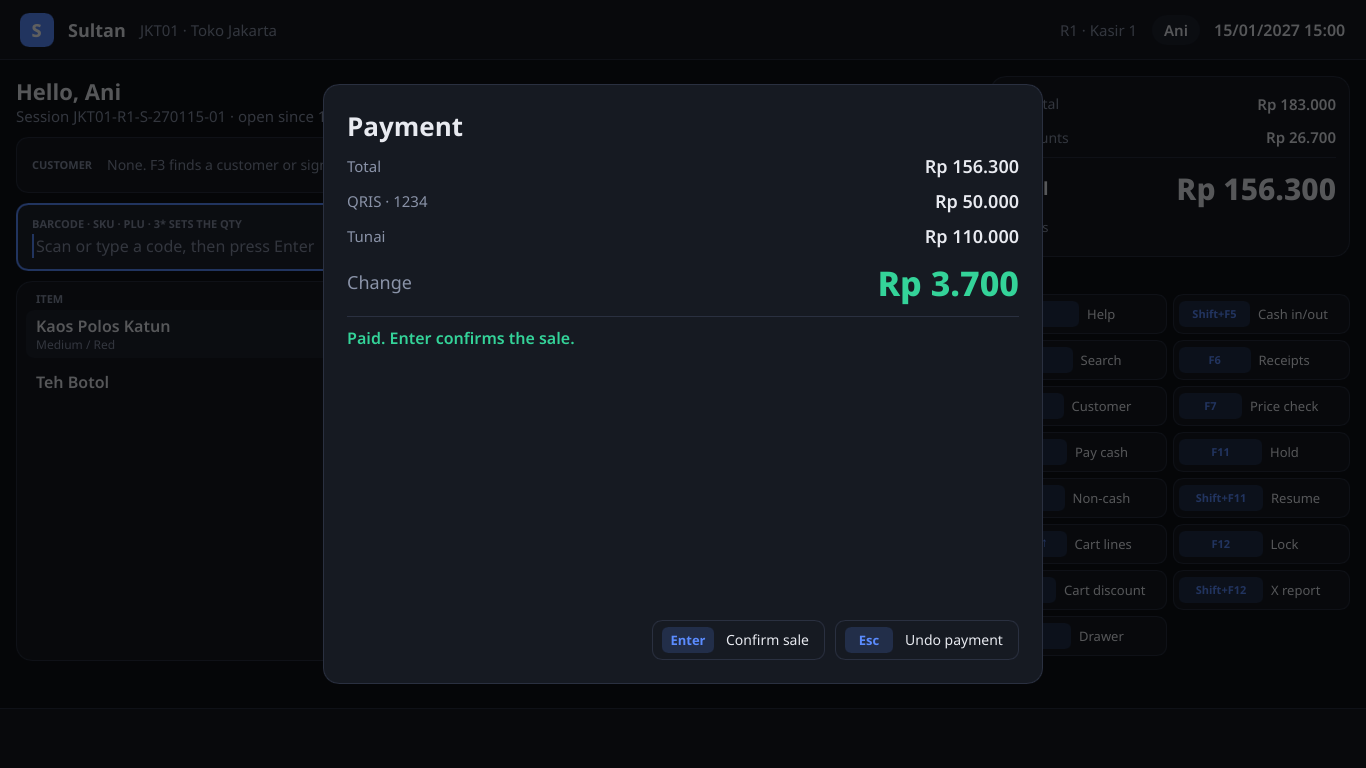 S Sultan JKT01 · Toko Jakarta R1 · Kasir 1 Ani 15/01/2027 15:00
Hello, Ani
Session JKT01-R1-S-270115-01 · open since
CUSTOMER None. F3 finds a customer or
BARCODE · SKU · PLU · 3* SETS THE QTY
Scan or type a code, then press Enter
ITEM
Kaos Polos Katun
Medium / Red
Teh Botol
Payment
Total Rp 156.300
QRIS · 1234 Rp 50.000
Tunai Rp 110.000
Change Rp 3.700
Paid. Enter confirms the sale.
Enter Confirm sale Esc Undo payment
Rp 183.000
Rp 26.700
Rp 156.300
Help Shift+F5 Cash in/out
Search F6 Receipts
Customer F7 Price check
Pay cash F11 Hold
Non-cash Shift+F11 Resume
Cart lines F12 Lock
Cart discount Shift+F12 X report
Drawer